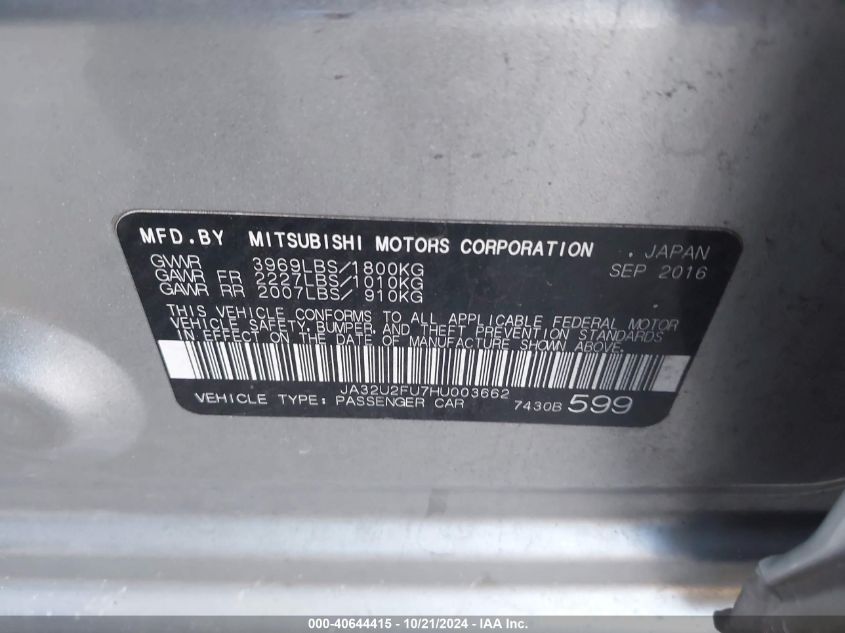 MFD.BY MITSUBISHI MOTORS CORPORATION . JAPAN
GVWR 3969LBS/1800KG SEP 2016
GAWR FR 2227LBS/1010KG
GAWR RR 2007LBS/ 910KG
THIS VEHICLE CONFORMS TO ALL APPLICABLE FEDERAL MOTOR
VEHICLE SAFETY, BUMPER, AND THEFT PREVENTION STANDARDS
IN EFFECT ON THE DATE OF MANUFACTURE SHOWN ABOVE.
JA32U2FU7HU003662
VEHICLE TYPE: PASSENGER CAR 7430B 599
000-40644415 - 10/21/2024 - IAA Inc.